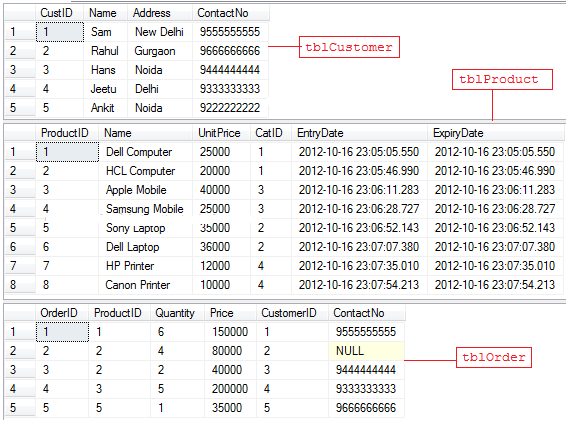 CustID Name Address ContactNo
1 1 Sam New Delhi 9555555555
2 2 Rahul Gurgaon 9666666666
3 3 Hans Noida 9444444444
4 4 Jeetu Delhi 9333333333
5 5 Ankit Noida 9222222222
tblCustomer
tblProduct
ProductID Name UnitPrice CatID EntryDate ExpiryDate
1 1 Dell Computer 25000 1 2012-10-16 23:05:05.550 2012-10-16 23:05:05.550
2 2 HCL Computer 20000 1 2012-10-16 23:05:46.990 2012-10-16 23:05:46.990
3 3 Apple Mobile 40000 3 2012-10-16 23:06:11.283 2012-10-16 23:06:11.283
4 4 Samsung Mobile 25000 3 2012-10-16 23:06:28.727 2012-10-16 23:06:28.727
5 5 Sony Laptop 35000 2 2012-10-16 23:06:52.143 2012-10-16 23:06:52.143
6 6 Dell Laptop 36000 2 2012-10-16 23:07:07.380 2012-10-16 23:07:07.380
7 7 HP Printer 12000 4 2012-10-16 23:07:35.010 2012-10-16 23:07:35.010
8 8 Canon Printer 10000 4 2012-10-16 23:07:54.213 2012-10-16 23:07:54.213
OrderID ProductID Quantity Price CustomerID ContactNo
1 1 1 6 150000 1 9555555555
2 2 2 4 80000 2 NULL
3 3 2 2 40000 3 9444444444
4 4 3 5 200000 4 9333333333
5 5 5 1 35000 5 9666666666
tblOrder